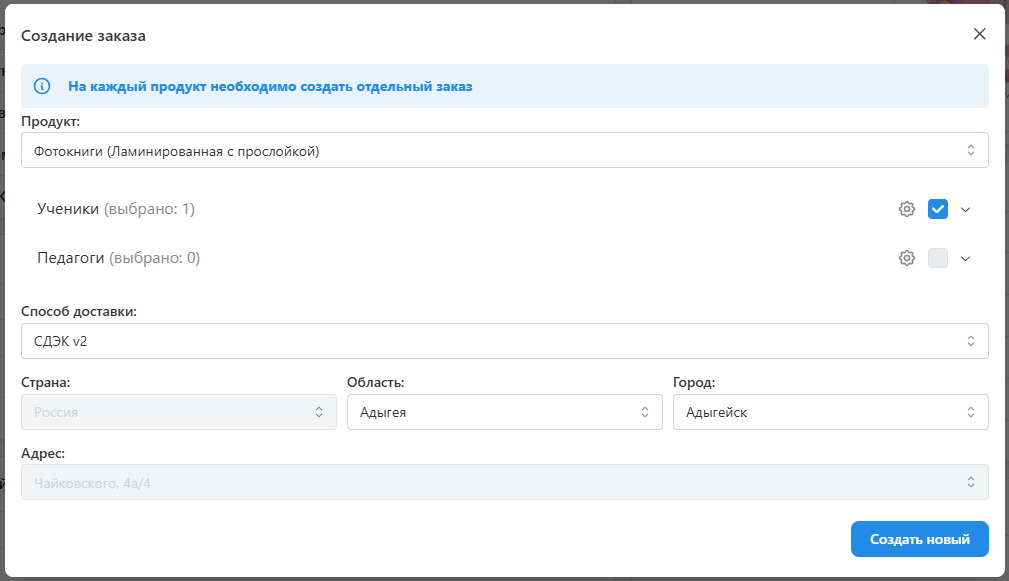 Создание заказа
На каждый продукт необходимо создать отдельный заказ
Продукт:
Фотокниги (Ламинированная с прослойкой)
Ученики (выбрано: 1)
Педагоги (выбрано: 0)
Способ доставки:
СДЭК v2
Страна: Область: Город:
Россия Адыгея Адыгейск
Адрес:
Чайковского, 4а/4
Создать новый